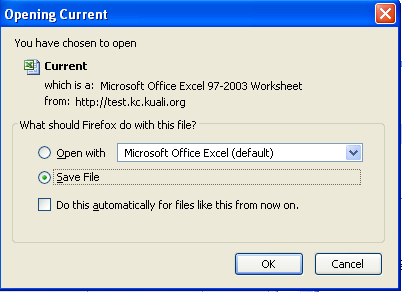 Opening Current
You have chosen to open
Current
which is a: Microsoft Office Excel 97-2003 Worksheet
from: http://test.kc.kuali.org
What should Firefox do with this file?
Open with Microsoft Office Excel (default)
Save File
Do this automatically for files like this from now on.
OK Cancel